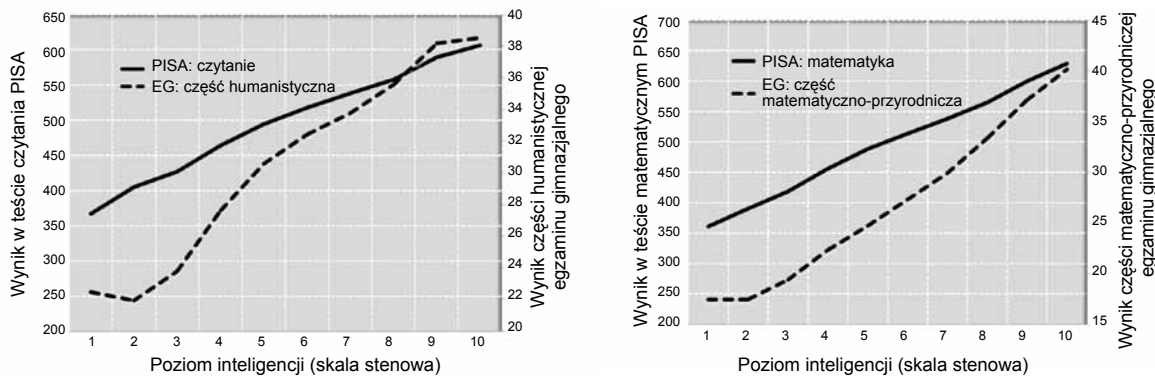 Wynik w teście czytania PISA
650
600
550
500
450
400
350
300
250
200
PISA: czytanie
EG: część humanistyczna
40
38
36
34
32
30
28
26
24
22
20
Wynik części humanistycznej
egzaminu gimnazjalnego
1 2 3 4 5 6 7 8 9 10
Poziom inteligencji (skala stenowa)
Wynik w teście matematycznym PISA
700
650
600
550
500
450
400
350
300
250
200
PISA: matematyka
EG: część
matematyczno-przyrodnicza
45
40
35
30
25
20
15
Wynik części matematyczno-przyrodniczej
egzaminu gimnazjalnego
1 2 3 4 5 6 7 8 9 10
Poziom inteligencji (skala stenowa)